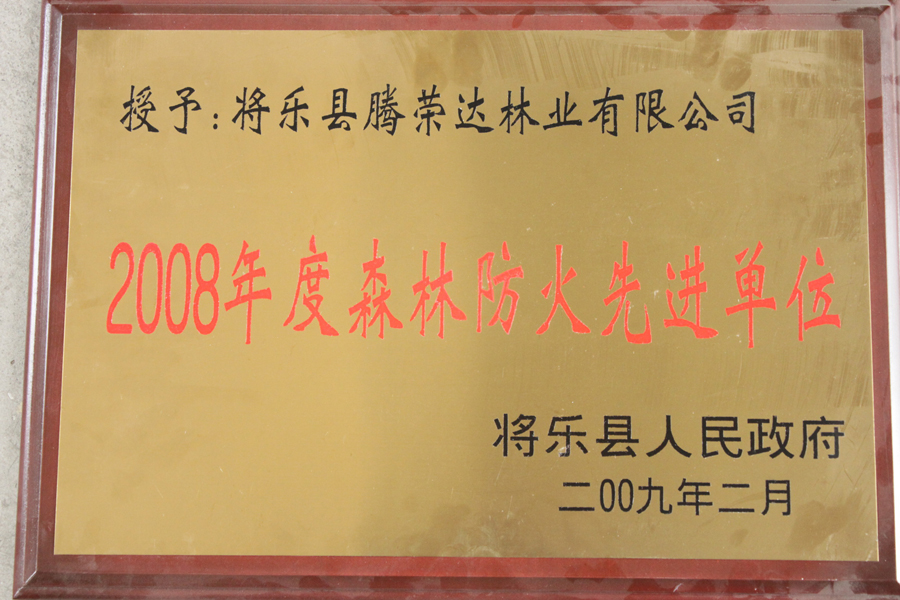 授予:将乐县腾荣达林业有限公司
2008年度森林防火先进单位
将乐县人民政府
二00九年二月